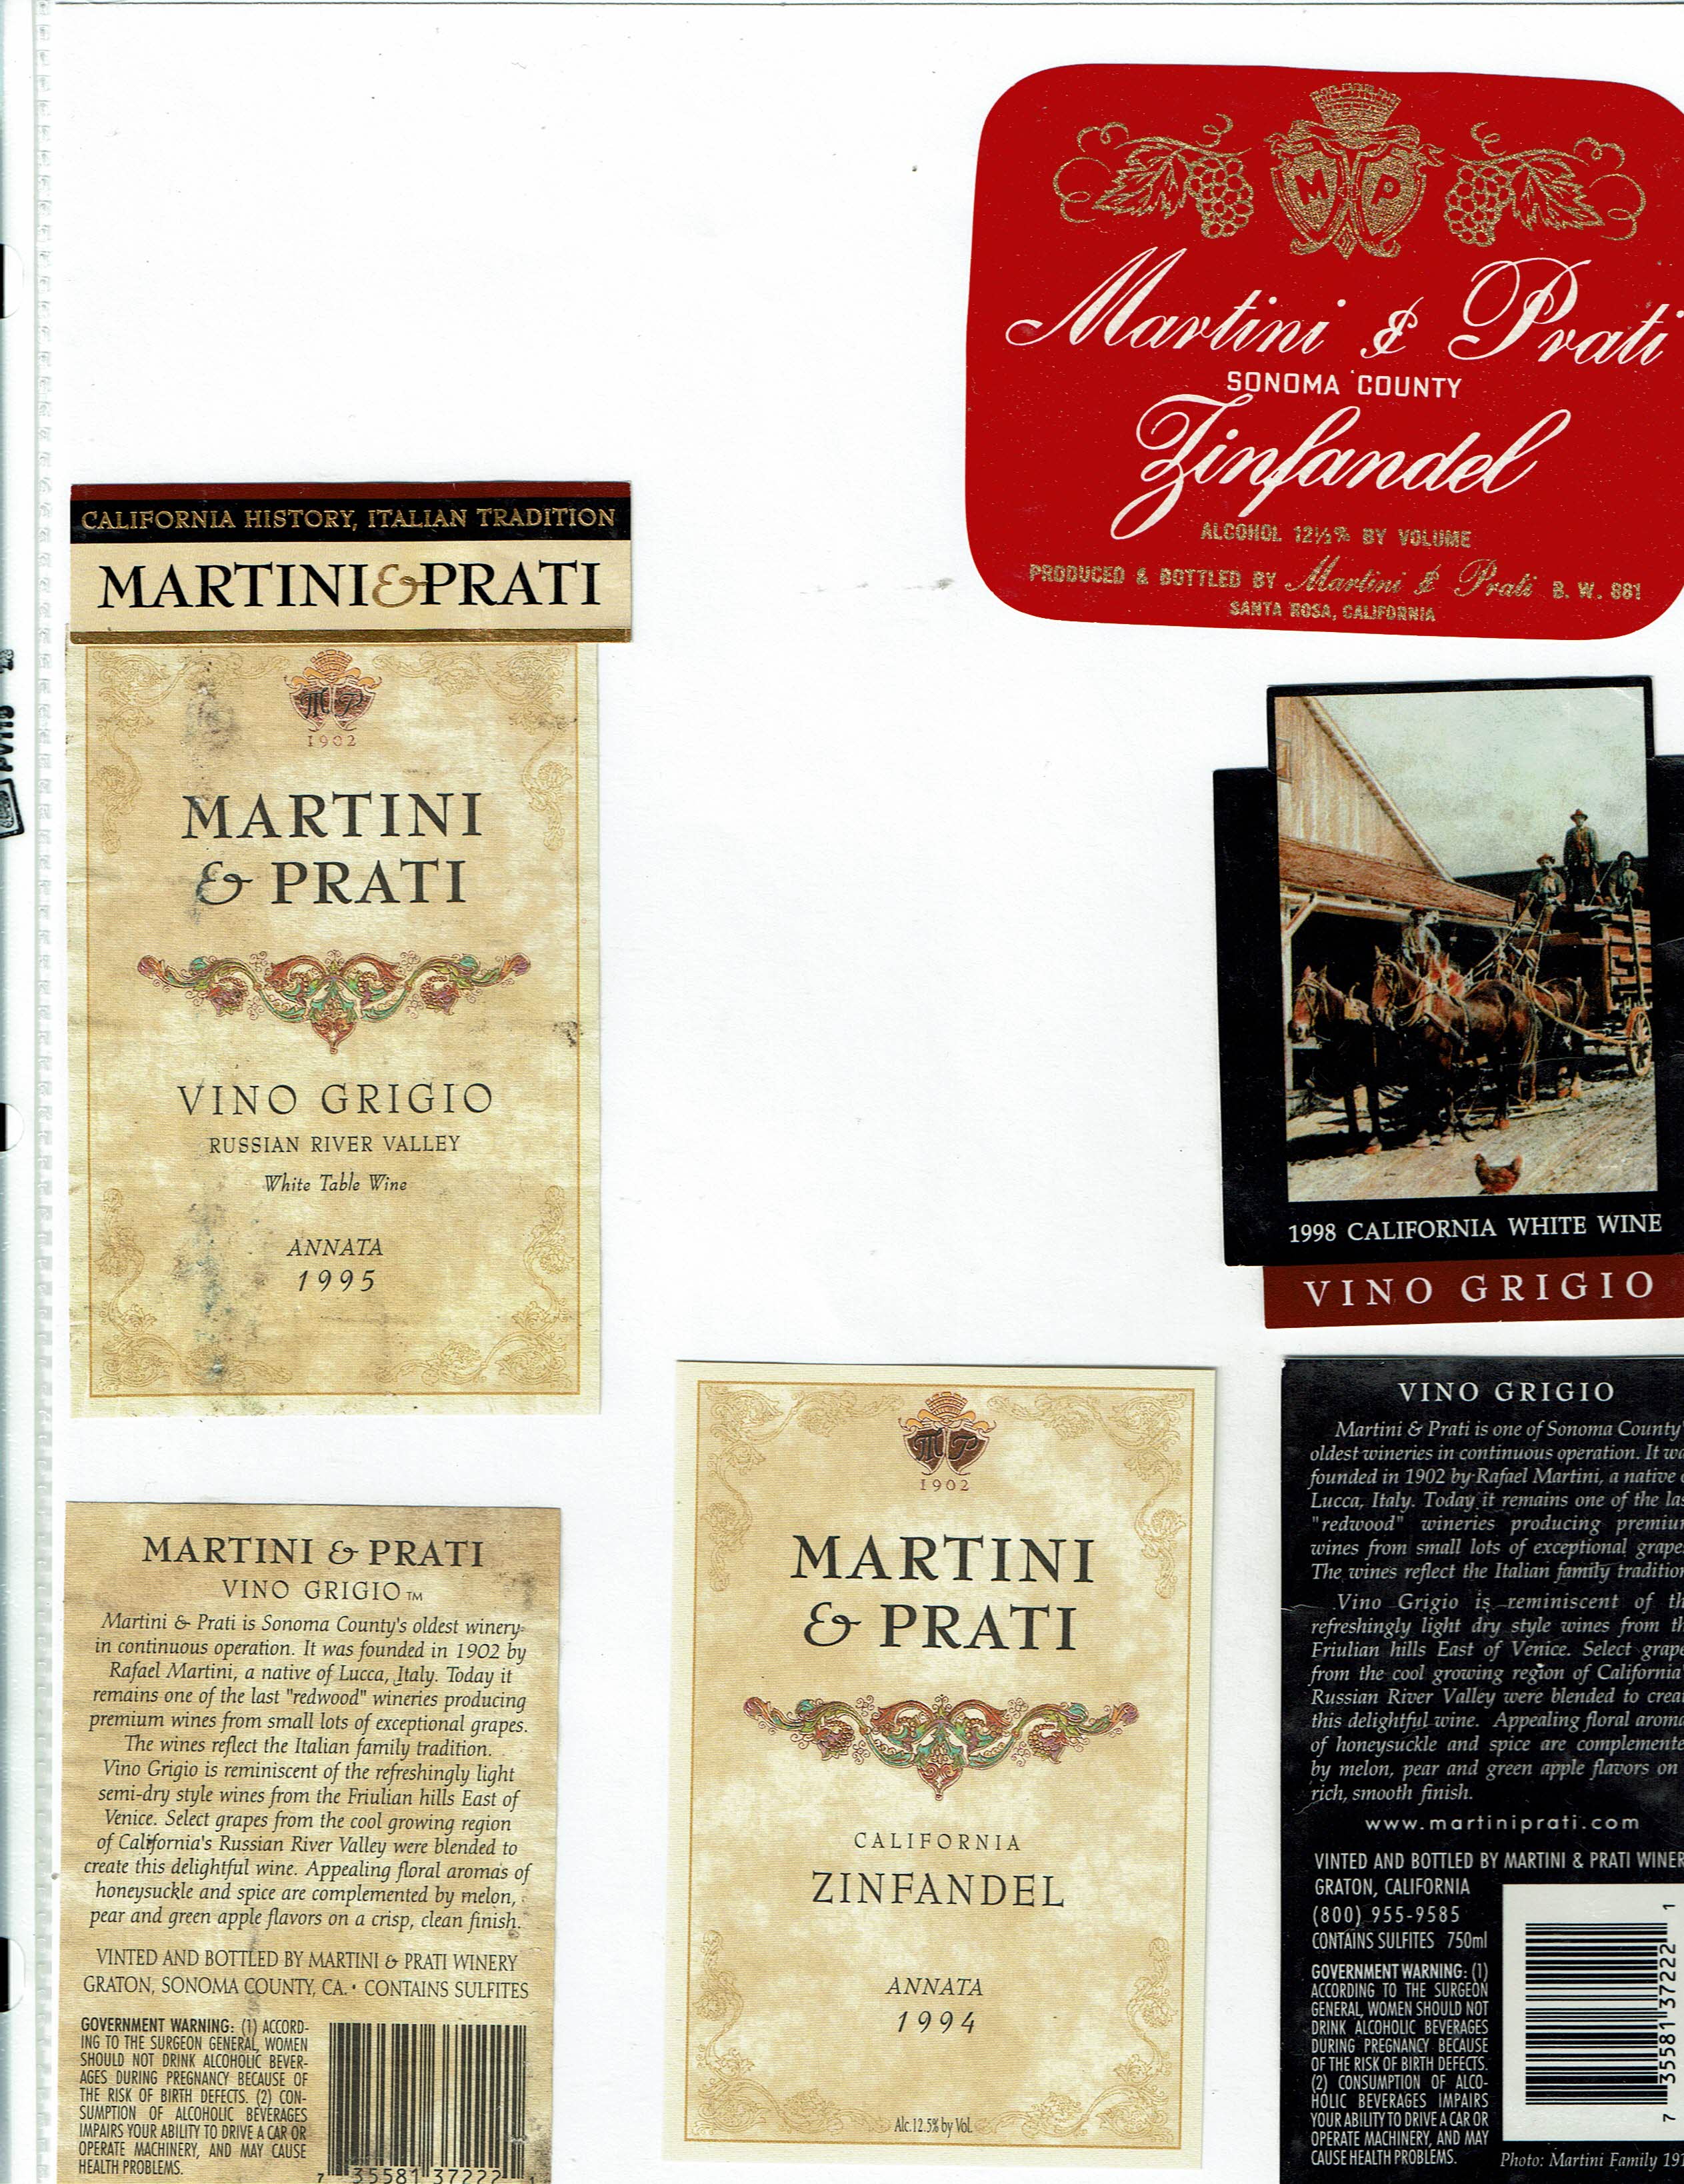 M P
Martini & Prati
SONOMA COUNTY
Zinfandel
ALCOHOL 12½% BY VOLUME
PRODUCED & BOTTLED BY Martini & Prati B. W. 881
SANTA ROSA, CALIFORNIA
CALIFORNIA HISTORY, ITALIAN TRADITION
MARTINI & PRATI
M P
1902
MARTINI
& PRATI
VINO GRIGIO
RUSSIAN RIVER VALLEY
White Table Wine
ANNATA
1995
1998 CALIFORNIA WHITE WINE
VINO GRIGIO
MARTINI & PRATI
VINO GRIGIO TM
Martini & Prati is Sonoma County's oldest winery
in continuous operation. It was founded in 1902 by
Rafael Martini, a native of Lucca, Italy. Today it
remains one of the last "redwood" wineries producing
premium wines from small lots of exceptional grapes.
The wines reflect the Italian family tradition.
Vino Grigio is reminiscent of the refreshingly light
semi-dry style wines from the Friulian hills East of
Venice. Select grapes from the cool growing region
of California's Russian River Valley were blended to
create this delightful wine. Appealing floral aromas of
honeysuckle and spice are complemented by melon,
pear and green apple flavors on a crisp, clean finish.
VINTED AND BOTTLED BY MARTINI & PRATI WINERY
GRATON, SONOMA COUNTY, CA. • CONTAINS SULFITES
GOVERNMENT WARNING: (1) ACCORD-
ING TO THE SURGEON GENERAL, WOMEN
SHOULD NOT DRINK ALCOHOLIC BEVER-
AGES DURING PREGNANCY BECAUSE OF
THE RISK OF BIRTH DEFECTS. (2) CON-
SUMPTION OF ALCOHOLIC BEVERAGES
IMPAIRS YOUR ABILITY TO DRIVE A CAR OR
OPERATE MACHINERY, AND MAY CAUSE
HEALTH PROBLEMS.
7 35581 37222 1
M P
1902
MARTINI
& PRATI
CALIFORNIA
ZINFANDEL
ANNATA
1994
Alc.12.5% by Vol.
VINO GRIGIO
Martini & Prati is one of Sonoma County'
oldest wineries in continuous operation. It wa
founded in 1902 by Rafael Martini, a native o
Lucca, Italy. Today it remains one of the las
"redwood" wineries producing premiun
wines from small lots of exceptional grape
The wines reflect the Italian family tradition
Vino Grigio is reminiscent of th
refreshingly light dry style wines from th
Friulian hills East of Venice. Select grape
from the cool growing region of California'
Russian River Valley were blended to crea
this delightful wine. Appealing floral aroma
of honeysuckle and spice are complemente
by melon, pear and green apple flavors on
rich, smooth finish.
www.martiniprati.com
VINTED AND BOTTLED BY MARTINI & PRATI WINER
GRATON, CALIFORNIA
(800) 955-9585
CONTAINS SULFITES 750ml
GOVERNMENT WARNING: (1)
ACCORDING TO THE SURGEON
GENERAL, WOMEN SHOULD NOT
DRINK ALCOHOLIC BEVERAGES
DURING PREGNANCY BECAUSE
OF THE RISK OF BIRTH DEFECTS.
(2) CONSUMPTION OF ALCO-
HOLIC BEVERAGES IMPAIRS
YOUR ABILITY TO DRIVE A CAR OR
OPERATE MACHINERY, AND MAY
CAUSE HEALTH PROBLEMS.
7 35581 37222 1
Photo: Martini Family 191